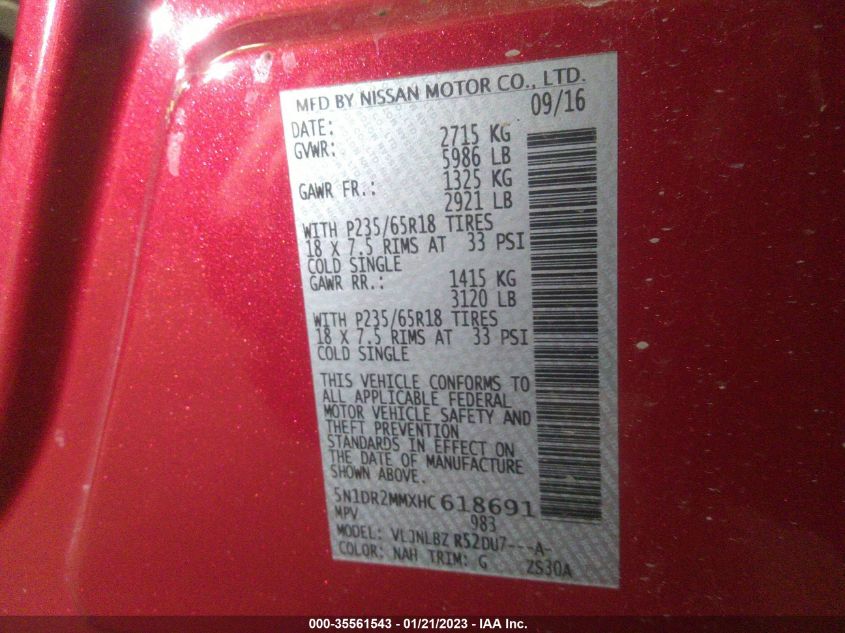 MFD BY NISSAN MOTOR CO., LTD.
DATE: 09/16
GVWR: 2715 KG
5986 LB
GAWR FR.: 1325 KG
2921 LB
WITH P235/65R18 TIRES
18 X 7.5 RIMS AT 33 PSI
COLD SINGLE
GAWR RR.: 1415 KG
3120 LB
WITH P235/65R18 TIRES
18 X 7.5 RIMS AT 33 PSI
COLD SINGLE
THIS VEHICLE CONFORMS TO
ALL APPLICABLE FEDERAL
MOTOR VEHICLE SAFETY AND
THEFT PREVENTION
STANDARDS IN EFFECT ON
THE DATE OF MANUFACTURE
SHOWN ABOVE.
5N1DR2MMXHC618691
MPV 983
MODEL: VLJNLBZ R52DU7---A-
COLOR: NAH TRIM: G ZS30A
000-35561543 — 01/21/2023 — IAA Inc.